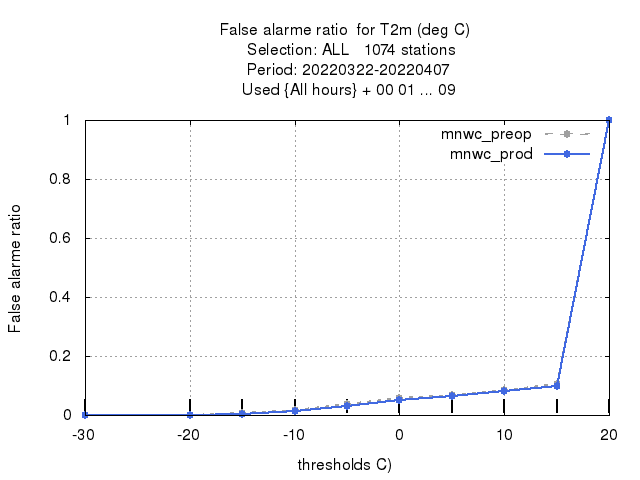 False alarme ratio  for T2m (deg C)
Selection: ALL   1074 stations
Period: 20220322-20220407
Used {All hours} + 00 01 ... 09
mnwc_preop
mnwc_prod
1
0.8
0.6
0.4
0.2
0
False alarme ratio
-30 -20 -10 0 10 20
thresholds C)